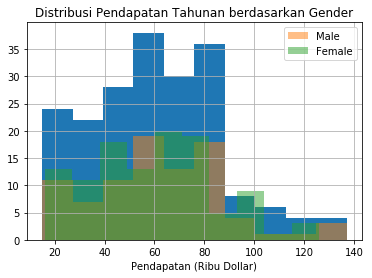 Distribusi Pendapatan Tahunan berdasarkan Gender
Male
Female
35
30
25
20
15
10
5
0
20 40 60 80 100 120 140
Pendapatan (Ribu Dollar)